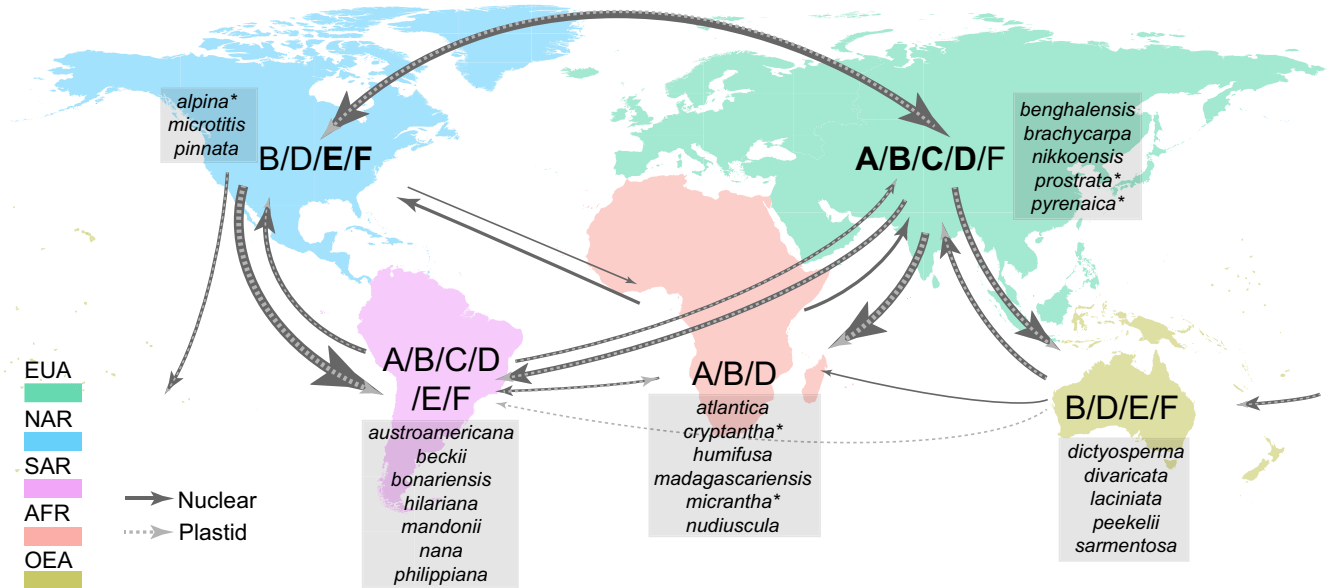 alpina*
microtitis
pinnata
B/D/E/F
A/B/C/D/F
benghalensis
brachycarpa
nikkoensis
prostrata*
pyrenaica*
A/B/C/D
/E/F
austroamericana
beckii
bonariensis
hilariana
mandonii
nana
philippiana
A/B/D
atlantica
cryptantha*
humifusa
madagascariensis
micrantha*
nudiuscula
B/D/E/F
dictyosperma
divaricata
laciniata
peekelii
sarmentosa
EUA
NAR
SAR
AFR
OEA
Nuclear
Plastid